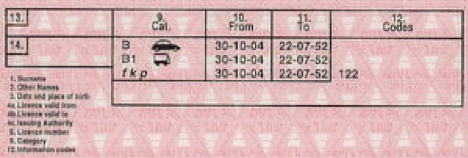 13.
9. Cat. 10. From 11. To 12. Codes
14.
B 30-10-04 22-07-52
B1 30-10-04 22-07-52
f k p 30-10-04 22-07-52 122
1. Surname
2. Other Names
3. Date and place of birth
4a. Licence valid from
4b. Licence valid to
4c. Issuing Authority
5. Licence number
9. Category
12. Information codes